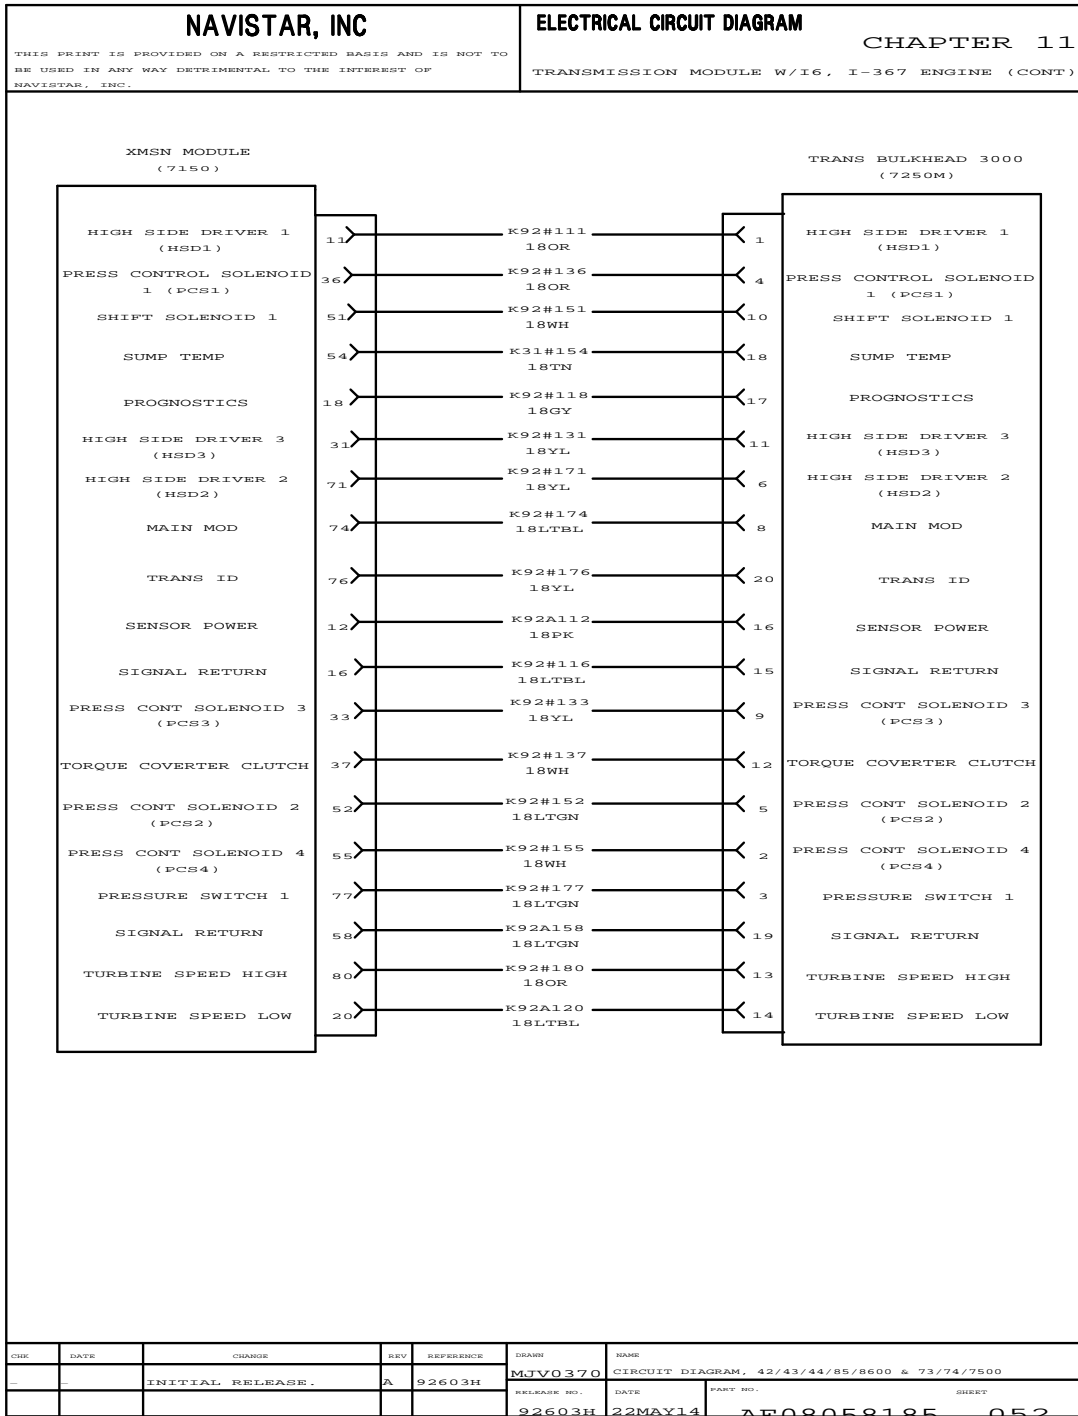 NAVISTAR, INC
THIS PRINT IS PROVIDED ON A RESTRICTED BASIS AND IS NOT TO
BE USED IN ANY WAY DETRIMENTAL TO THE INTEREST OF
NAVISTAR, INC.
ELECTRICAL CIRCUIT DIAGRAM
CHAPTER 11
TRANSMISSION MODULE W/I6, I-367 ENGINE (CONT)
XMSN MODULE
(7150)
TRANS BULKHEAD 3000
(7250M)
HIGH SIDE DRIVER 1
(HSD1)
11
K92#111
18OR
1
HIGH SIDE DRIVER 1
(HSD1)
PRESS CONTROL SOLENOID
1 (PCS1)
36
K92#136
18OR
4
PRESS CONTROL SOLENOID
1 (PCS1)
SHIFT SOLENOID 1
51
K92#151
18WH
10
SHIFT SOLENOID 1
SUMP TEMP
54
K31#154
18TN
18
SUMP TEMP
PROGNOSTICS
18
K92#118
18GY
17
PROGNOSTICS
HIGH SIDE DRIVER 3
(HSD3)
31
K92#131
18YL
11
HIGH SIDE DRIVER 3
(HSD3)
HIGH SIDE DRIVER 2
(HSD2)
71
K92#171
18YL
6
HIGH SIDE DRIVER 2
(HSD2)
MAIN MOD
74
K92#174
18LTBL
8
MAIN MOD
TRANS ID
76
K92#176
18YL
20
TRANS ID
SENSOR POWER
12
K92A112
18PK
16
SENSOR POWER
SIGNAL RETURN
16
K92#116
18LTBL
15
SIGNAL RETURN
PRESS CONT SOLENOID 3
(PCS3)
33
K92#133
18YL
9
PRESS CONT SOLENOID 3
(PCS3)
TORQUE COVERTER CLUTCH
37
K92#137
18WH
12
TORQUE COVERTER CLUTCH
PRESS CONT SOLENOID 2
(PCS2)
52
K92#152
18LTGN
5
PRESS CONT SOLENOID 2
(PCS2)
PRESS CONT SOLENOID 4
(PCS4)
55
K92#155
18WH
2
PRESS CONT SOLENOID 4
(PCS4)
PRESSURE SWITCH 1
77
K92#177
18LTGN
3
PRESSURE SWITCH 1
SIGNAL RETURN
58
K92A158
18LTGN
19
SIGNAL RETURN
TURBINE SPEED HIGH
80
K92#180
18OR
13
TURBINE SPEED HIGH
TURBINE SPEED LOW
20
K92A120
18LTBL
14
TURBINE SPEED LOW
CHK DATE CHANGE REV REFERENCE
- - INITIAL RELEASE. A 92603H
DRAWN
MJV0370
NAME
CIRCUIT DIAGRAM, 42/43/44/85/8600 & 73/74/7500
RELEASE NO.
92603H
DATE
22MAY14
PART NO. SHEET
AE08058185 052